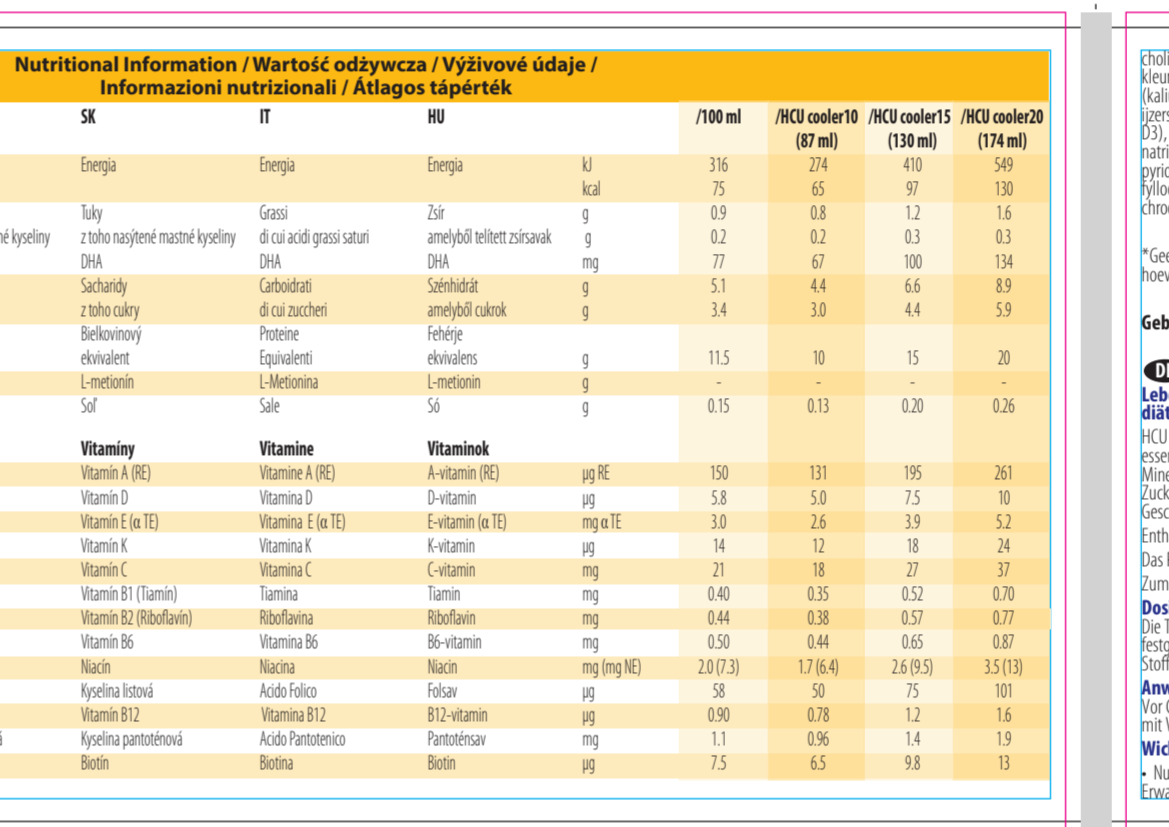 Nutritional Information / Wartość odżywcza / Výživové údaje /
Informazioni nutrizionali / Átlagos tápérték
SK IT HU /100 ml /HCU cooler10 /HCU cooler15 /HCU cooler20
(87 ml) (130 ml) (174 ml)
Energia Energia Energia kJ 316 274 410 549
kcal 75 65 97 130
Tuky Grassi Zsír g 0.9 0.8 1.2 1.6
kyseliny z toho nasýtené mastné kyseliny di cui acidi grassi saturi amelyből telített zsírsavak g 0.2 0.2 0.3 0.3
DHA DHA DHA mg 77 67 100 134
Sacharidy Carboidrati Szénhidrát g 5.1 4.4 6.6 8.9
z toho cukry di cui zuccheri amelyből cukrok g 3.4 3.0 4.4 5.9
Bielkovinový Proteine Fehérje
ekvivalent Equivalenti ekvivalens g 11.5 10 15 20
L-metionín L-Metionina L-metionin g - - - -
Soľ Sale Só g 0.15 0.13 0.20 0.26
Vitamíny Vitamine Vitaminok
Vitamín A (RE) Vitamine A (RE) A-vitamin (RE) µg RE 150 131 195 261
Vitamín D Vitamina D D-vitamin µg 5.8 5.0 7.5 10
Vitamín E (α TE) Vitamina E (α TE) E-vitamin (α TE) mg α TE 3.0 2.6 3.9 5.2
Vitamín K Vitamina K K-vitamin µg 14 12 18 24
Vitamín C Vitamina C C-vitamin mg 21 18 27 37
Vitamín B1 (Tiamín) Tiamina Tiamin mg 0.40 0.35 0.52 0.70
Vitamín B2 (Riboflavín) Riboflavina Riboflavin mg 0.44 0.38 0.57 0.77
Vitamín B6 Vitamina B6 B6-vitamin mg 0.50 0.44 0.65 0.87
Niacín Niacina Niacin mg (mg NE) 2.0 (7.3) 1.7 (6.4) 2.6 (9.5) 3.5 (13)
Kyselina listová Acido Folico Folsav µg 58 50 75 101
Vitamín B12 Vitamina B12 B12-vitamin µg 0.90 0.78 1.2 1.6
Kyselina pantoténová Acido Pantotenico Pantoténsav mg 1.1 0.96 1.4 1.9
Biotín Biotina Biotin µg 7.5 6.5 9.8 13
D3),
HCU
Das
Zum
Die
Vor
mit